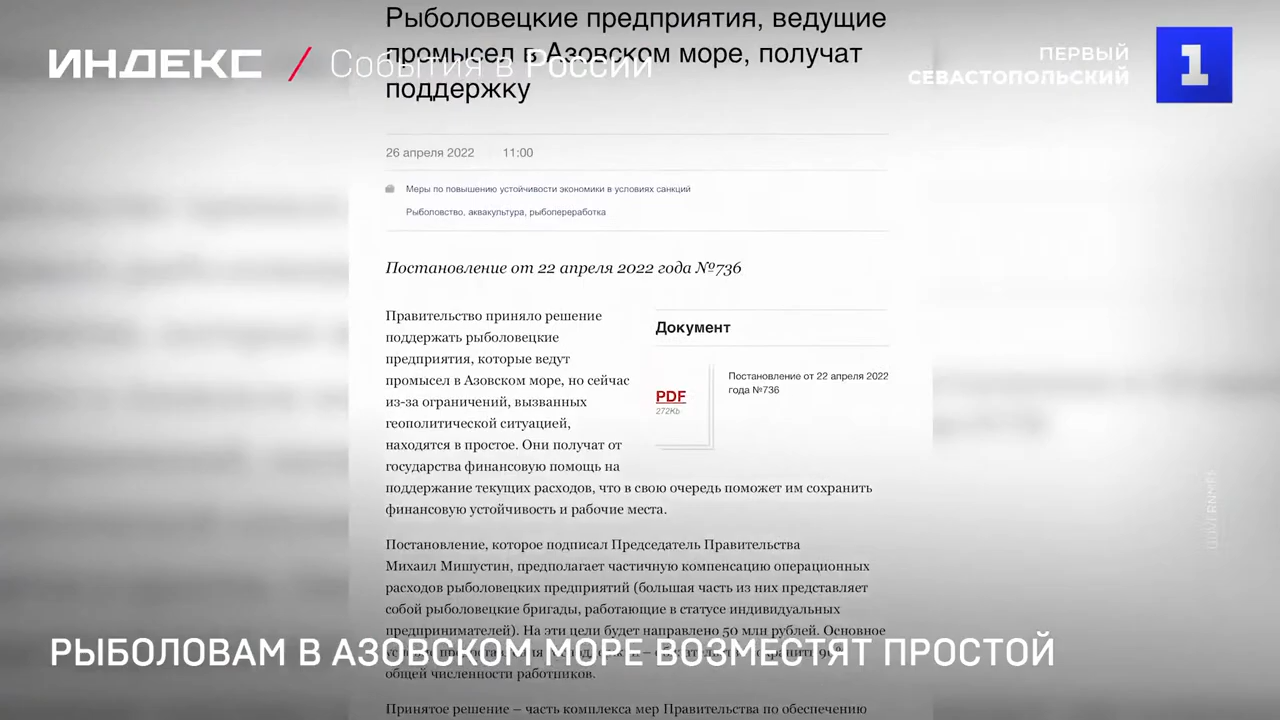 Рыболовецкие предприятия, ведущие
ИНДЕКС / События в России
промысел в Азовском море, получат
ПЕРВЫЙ
СЕВАСТОПОЛЬСКИЙ
1
поддержку
26 апреля 2022 11:00
Меры по повышению устойчивости экономики в условиях санкций
Рыболовство, аквакультура, рыбопереработка
Постановление от 22 апреля 2022 года №736
Правительство приняло решение
поддержать рыболовецкие
предприятия, которые ведут
промысел в Азовском море, но сейчас
из-за ограничений, вызванных
геополитической ситуацией,
находятся в простое. Они получат от
государства финансовую помощь на
поддержание текущих расходов, что в свою очередь поможет им сохранить
финансовую устойчивость и рабочие места.
Документ
PDF
272Kb
Постановление от 22 апреля 2022
года №736
Постановление, которое подписал Председатель Правительства
Михаил Мишустин, предполагает частичную компенсацию операционных
расходов рыболовецких предприятий (большая часть из них представляет
собой рыболовецкие бригады, работающие в статусе индивидуальных
предпринимателей). На эти цели будет направлено 50 млн рублей. Основное
РЫБОЛОВАМ В АЗОВСКОМ МОРЕ ВОЗМЕСТЯТ ПРОСТОЙ
общей численности работников.
Принятое решение – часть комплекса мер Правительства по обеспечению